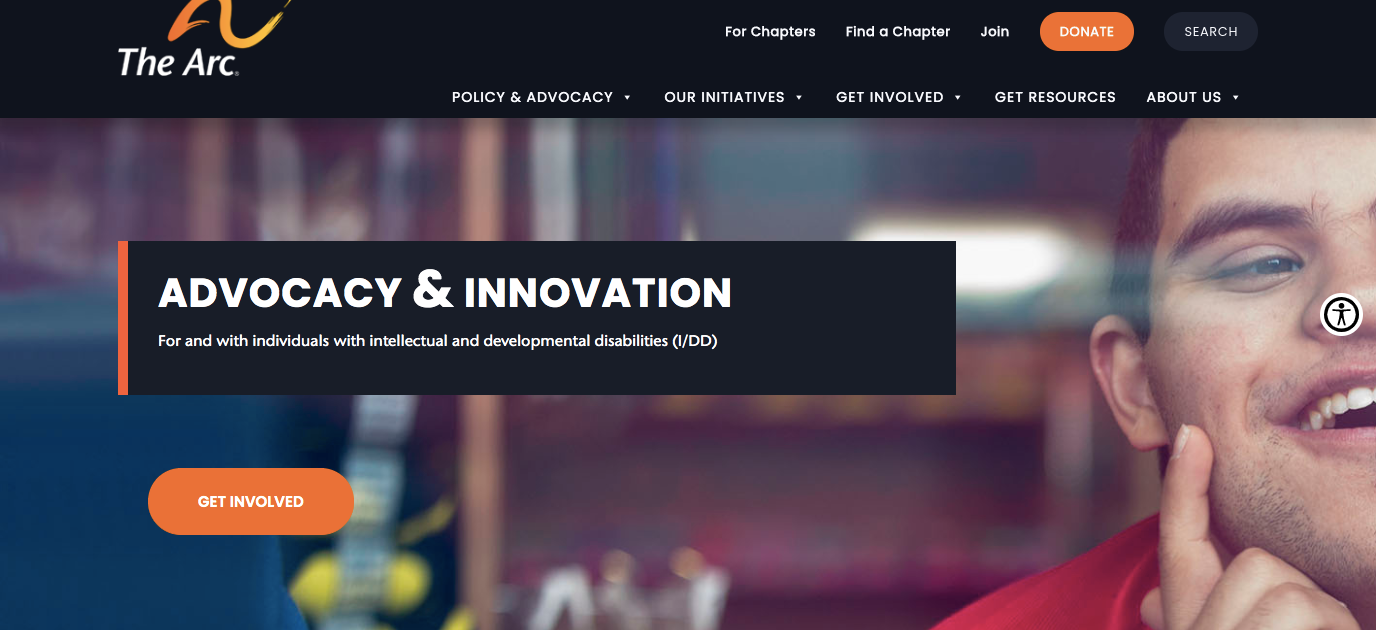 For Chapters Find a Chapter Join DONATE SEARCH
The Arc®
POLICY & ADVOCACY OUR INITIATIVES GET INVOLVED GET RESOURCES ABOUT US
ADVOCACY & INNOVATION
For and with individuals with intellectual and developmental disabilities (I/DD)
GET INVOLVED